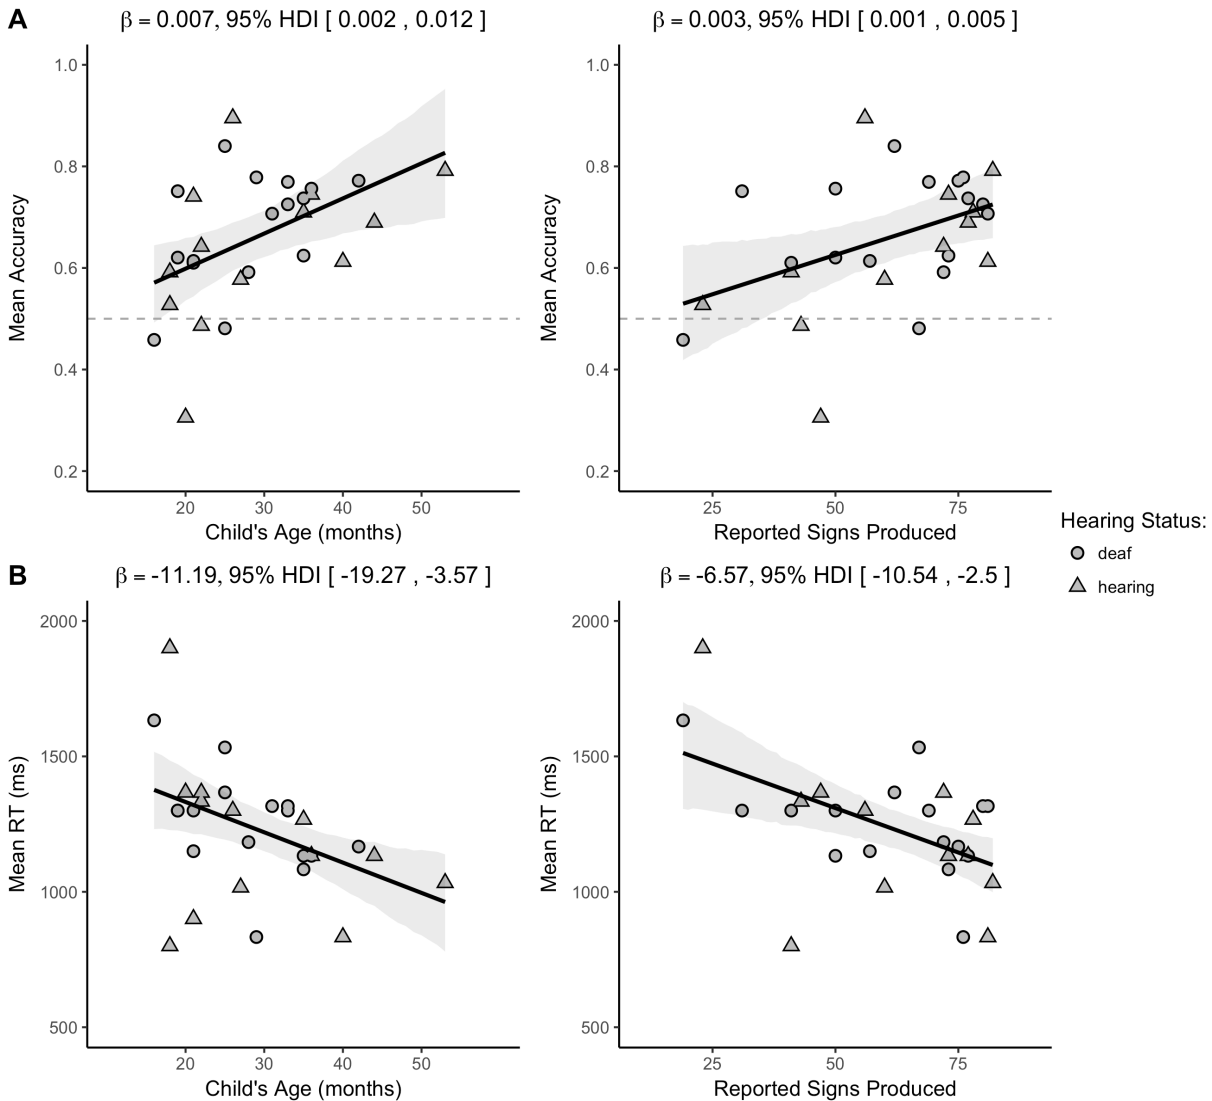 A
β = 0.007, 95% HDI [ 0.002 , 0.012 ]
Mean Accuracy
1.0
0.8
0.6
0.4
0.2
20 30 40 50
Child's Age (months)
β = 0.003, 95% HDI [ 0.001 , 0.005 ]
Mean Accuracy
1.0
0.8
0.6
0.4
0.2
25 50 75
Reported Signs Produced
Hearing Status:
deaf
hearing
B
β = -11.19, 95% HDI [ -19.27 , -3.57 ]
Mean RT (ms)
2000
1500
1000
500
20 30 40 50
Child's Age (months)
β = -6.57, 95% HDI [ -10.54 , -2.5 ]
Mean RT (ms)
2000
1500
1000
500
25 50 75
Reported Signs Produced